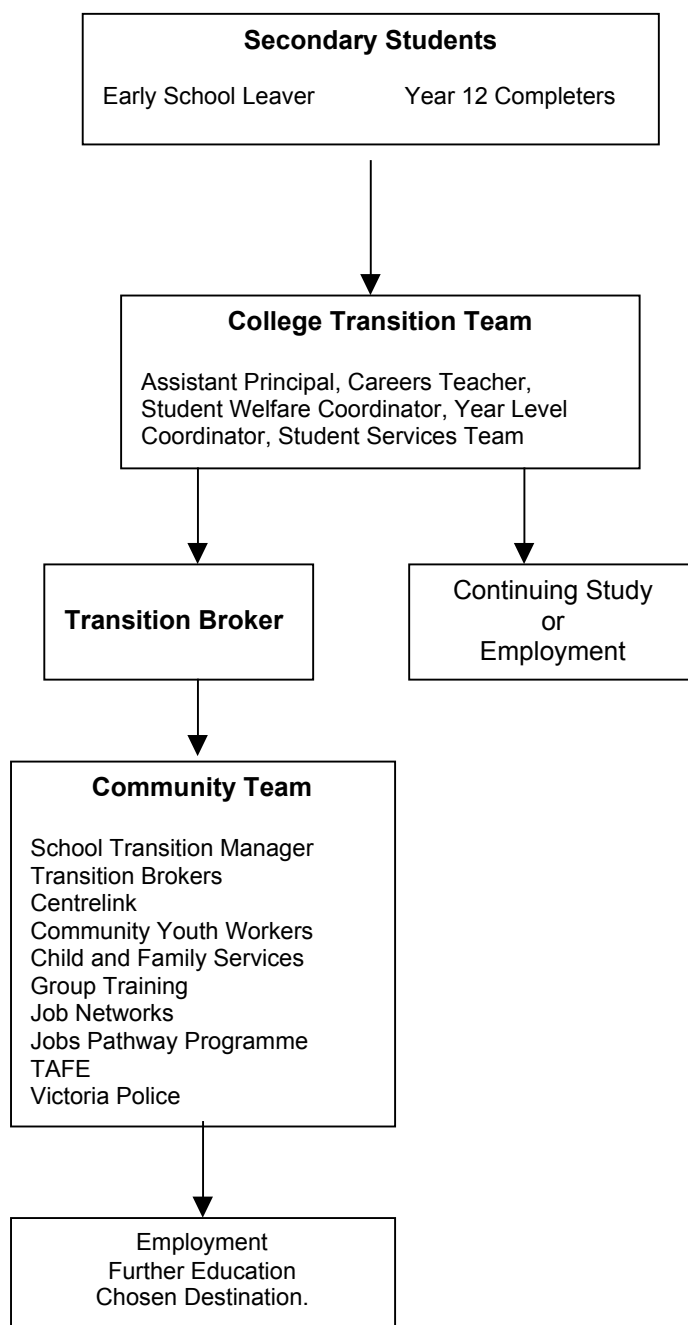 Secondary Students
Early School Leaver Year 12 Completers
College Transition Team
Assistant Principal, Careers Teacher,
Student Welfare Coordinator, Year Level
Coordinator, Student Services Team
Transition Broker
Continuing Study
or
Employment
Community Team
School Transition Manager
Transition Brokers
Centrelink
Community Youth Workers
Child and Family Services
Group Training
Job Networks
Jobs Pathway Programme
TAFE
Victoria Police
Employment
Further Education
Chosen Destination.